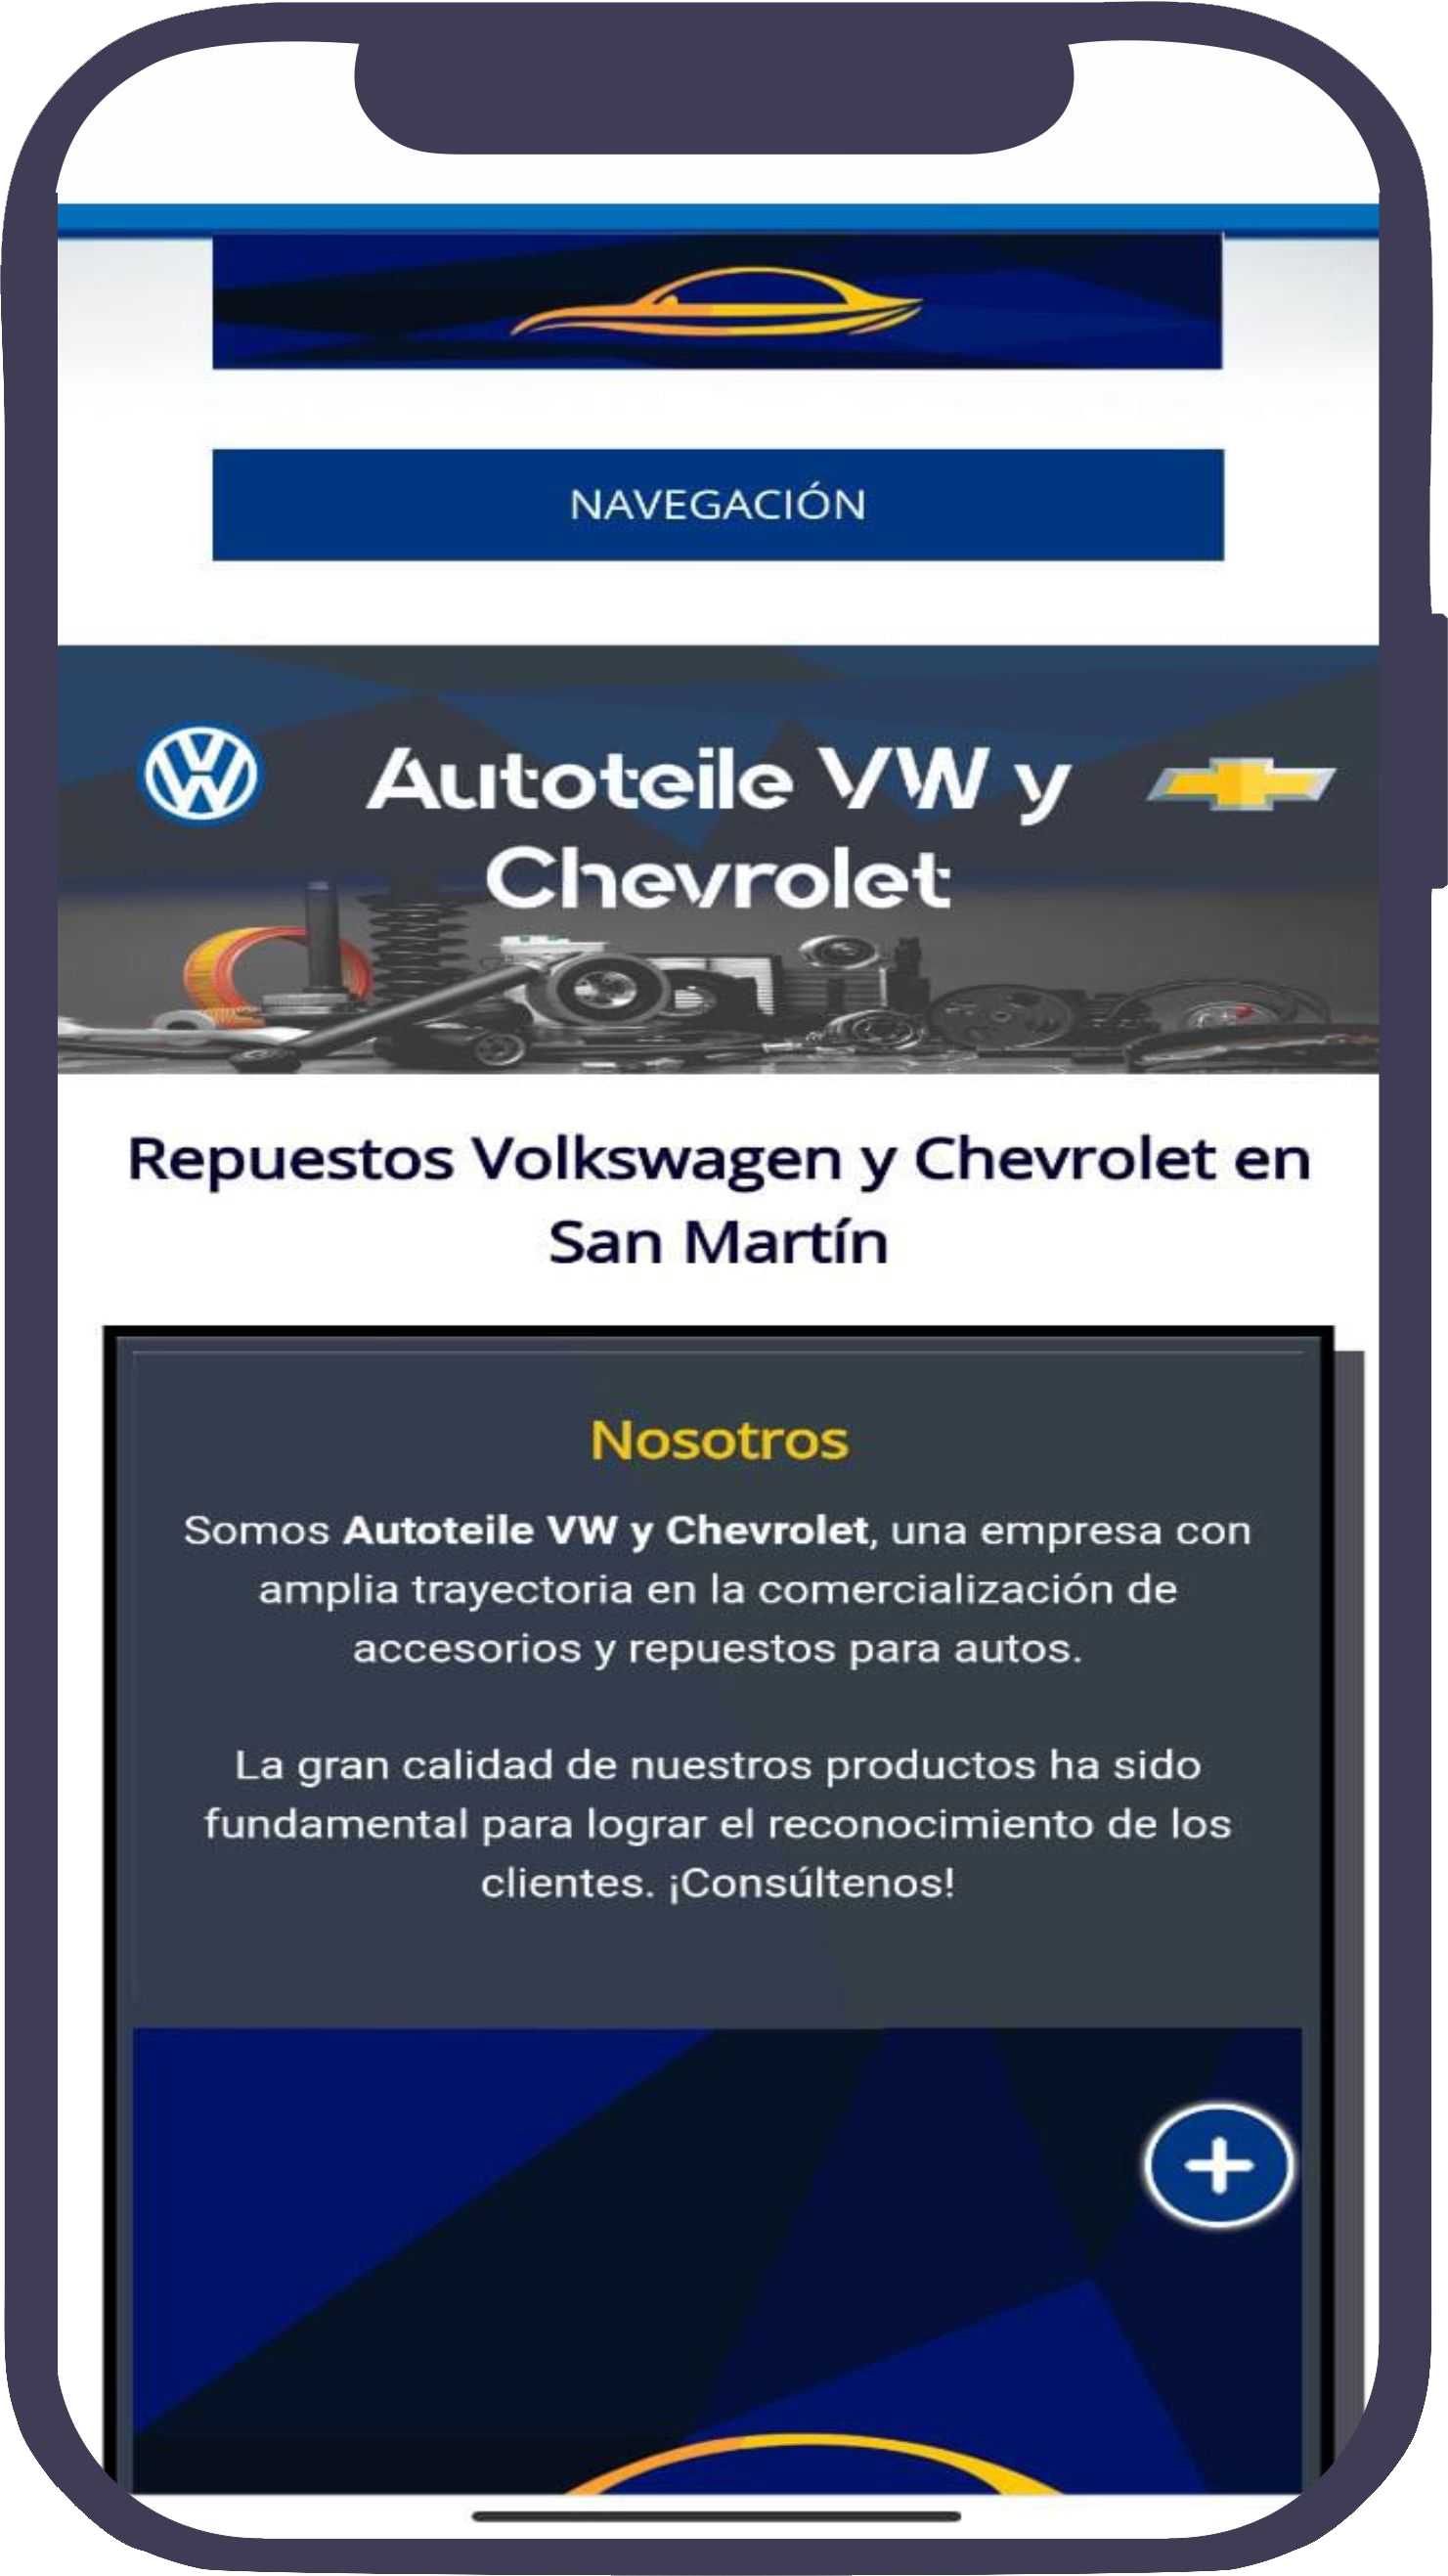 NAVEGACIÓN
Autoteile VW y
Chevrolet
Repuestos Volkswagen y Chevrolet en
San Martín
Nosotros
Somos Autoteile VW y Chevrolet, una empresa con
amplia trayectoria en la comercialización de
accesorios y repuestos para autos.
La gran calidad de nuestros productos ha sido
fundamental para lograr el reconocimiento de los
clientes. ¡Consúltenos!